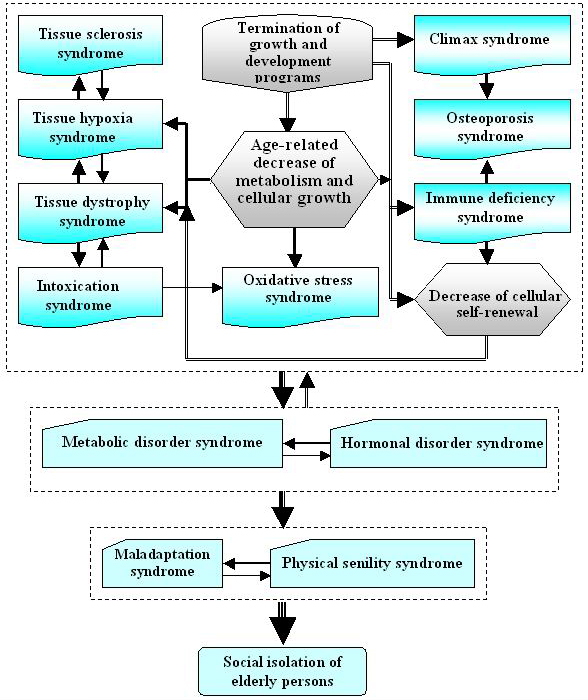 Tissue sclerosis
syndrome
Termination of
growth and
development
programs
Climax syndrome
Tissue hypoxia
syndrome
Age-related
decrease of
metabolism and
cellular growth
Osteoporosis
syndrome
Tissue dystrophy
syndrome
Immune deficiency
syndrome
Intoxication
syndrome
Oxidative stress
syndrome
Decrease of cellular
self-renewal
Metabolic disorder syndrome
Hormonal disorder syndrome
Maladaptation
syndrome
Physical senility syndrome
Social isolation of
elderly persons